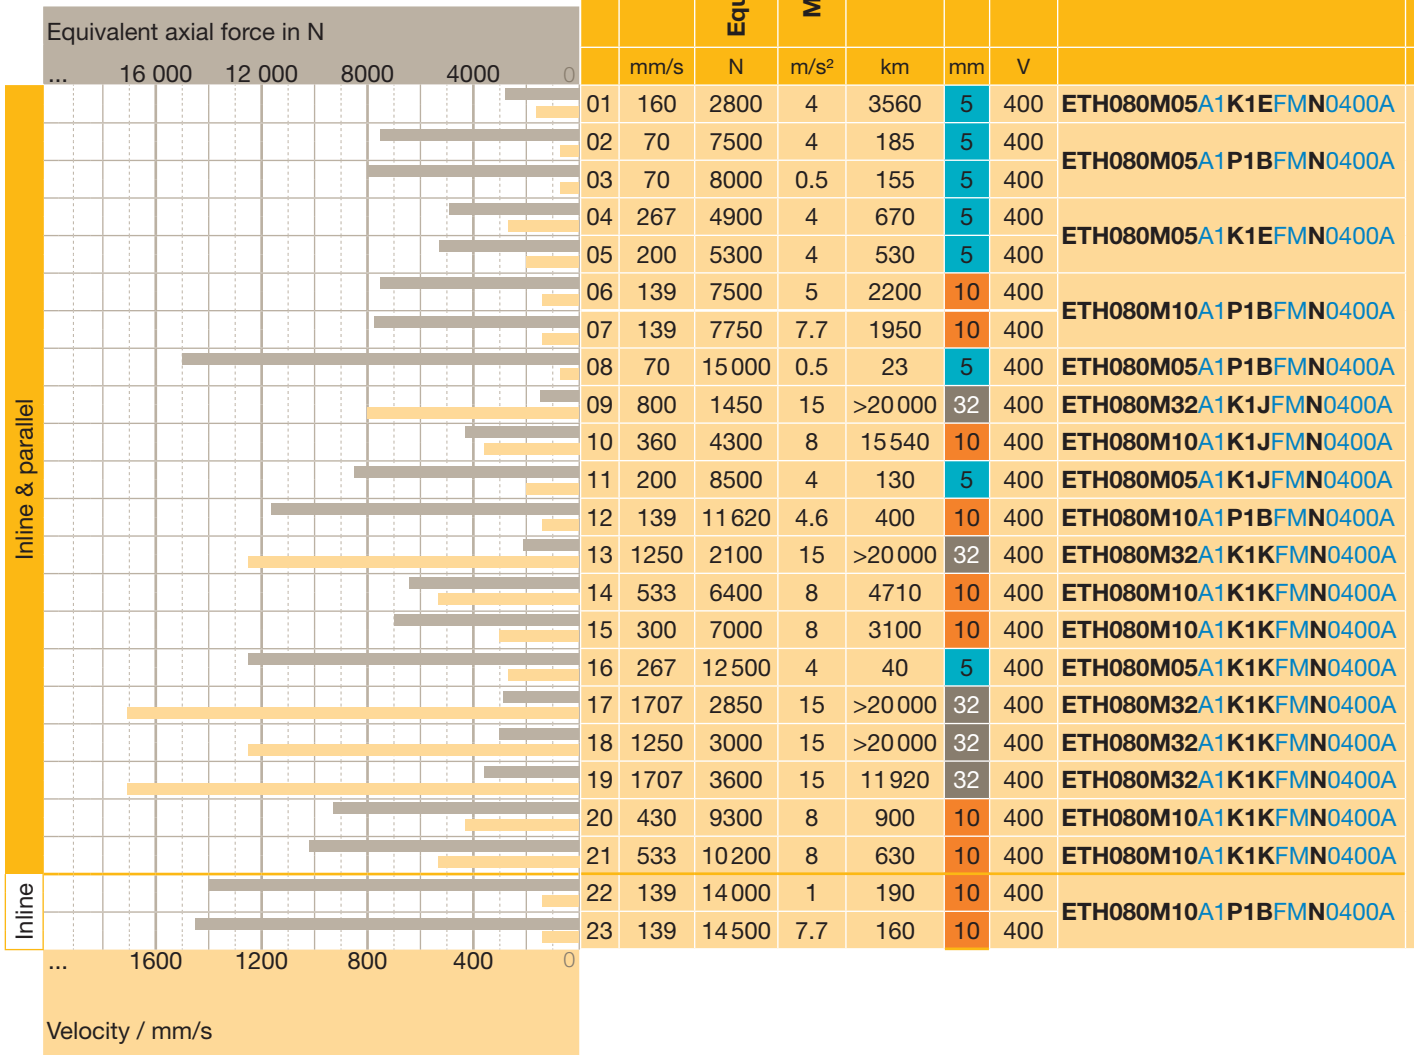 Equivalent axial force in N
... 16 000 12 000 8000 4000 0
mm/s N m/s² km mm V
01 160 2800 4 3560 5 400 ETH080M05A1K1EFMN0400A
02 70 7500 4 185 5 400 ETH080M05A1P1BFMN0400A
03 70 8000 0.5 155 5 400
04 267 4900 4 670 5 400 ETH080M05A1K1EFMN0400A
05 200 5300 4 530 5 400
06 139 7500 5 2200 10 400 ETH080M10A1P1BFMN0400A
07 139 7750 7.7 1950 10 400
08 70 15 000 0.5 23 5 400 ETH080M05A1P1BFMN0400A
09 800 1450 15 >20 000 32 400 ETH080M32A1K1JFMN0400A
10 360 4300 8 15 540 10 400 ETH080M10A1K1JFMN0400A
11 200 8500 4 130 5 400 ETH080M05A1K1JFMN0400A
12 139 11 620 4.6 400 10 400 ETH080M10A1P1BFMN0400A
13 1250 2100 15 >20 000 32 400 ETH080M32A1K1KFMN0400A
14 533 6400 8 4710 10 400 ETH080M10A1K1KFMN0400A
15 300 7000 8 3100 10 400 ETH080M10A1K1KFMN0400A
16 267 12 500 4 40 5 400 ETH080M05A1K1KFMN0400A
17 1707 2850 15 >20 000 32 400 ETH080M32A1K1KFMN0400A
18 1250 3000 15 >20 000 32 400 ETH080M32A1K1KFMN0400A
19 1707 3600 15 11 920 32 400 ETH080M32A1K1KFMN0400A
20 430 9300 8 900 10 400 ETH080M10A1K1KFMN0400A
21 533 10 200 8 630 10 400 ETH080M10A1K1KFMN0400A
22 139 14 000 1 190 10 400 ETH080M10A1P1BFMN0400A
23 139 14 500 7.7 160 10 400
Inline & parallel
Inline
... 1600 1200 800 400 0
Velocity / mm/s